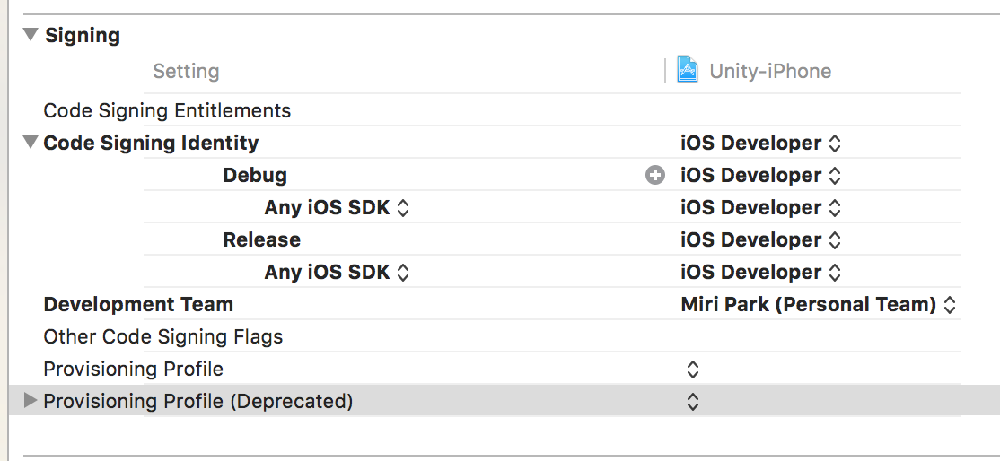 Signing
Setting Unity-iPhone
Code Signing Entitlements
Code Signing Identity iOS Developer
Debug iOS Developer
Any iOS SDK iOS Developer
Release iOS Developer
Any iOS SDK iOS Developer
Development Team Miri Park (Personal Team)
Other Code Signing Flags
Provisioning Profile
Provisioning Profile (Deprecated)